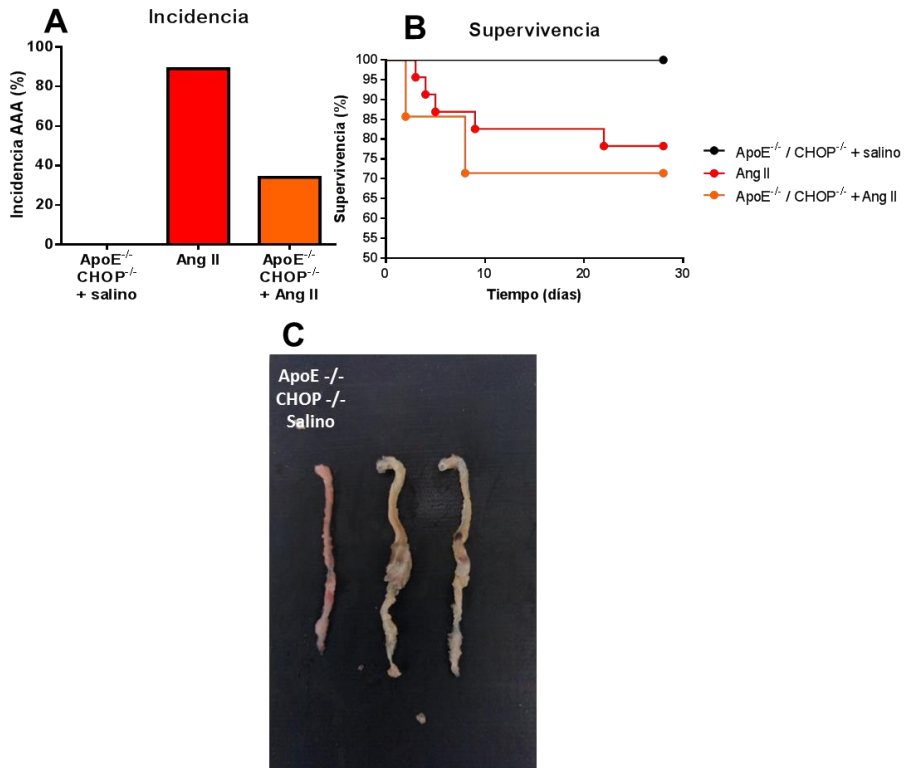 A
Incidencia
Incidencia AAA (%)
100
80
60
40
20
0
ApoE-/-
CHOP-/-
+ salino
Ang II
ApoE-/-
CHOP-/-
+ Ang II
B
Supervivencia
Supervivencia (%)
100
95
90
85
80
75
70
65
60
55
50
0
10
20
30
Tiempo (días)
ApoE-/- / CHOP-/- + salino
Ang II
ApoE-/- / CHOP-/- + Ang II
C
ApoE -/-
CHOP -/-
Salino